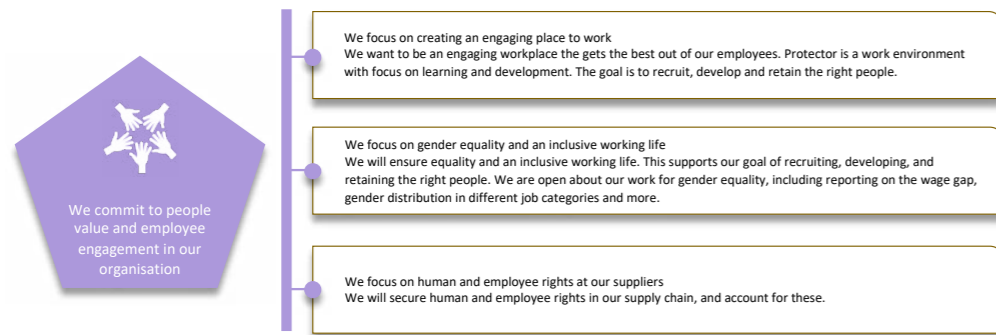 We commit to people
value and employee
engagement in our
organisation
We focus on creating an engaging place to work
We want to be an engaging workplace the gets the best out of our employees. Protector is a work environment
with focus on learning and development. The goal is to recruit, develop and retain the right people.
We focus on gender equality and an inclusive working life
We will ensure equality and an inclusive working life. This supports our goal of recruiting, developing, and
retaining the right people. We are open about our work for gender equality, including reporting on the wage gap,
gender distribution in different job categories and more.
We focus on human and employee rights at our suppliers
We will secure human and employee rights in our supply chain, and account for these.